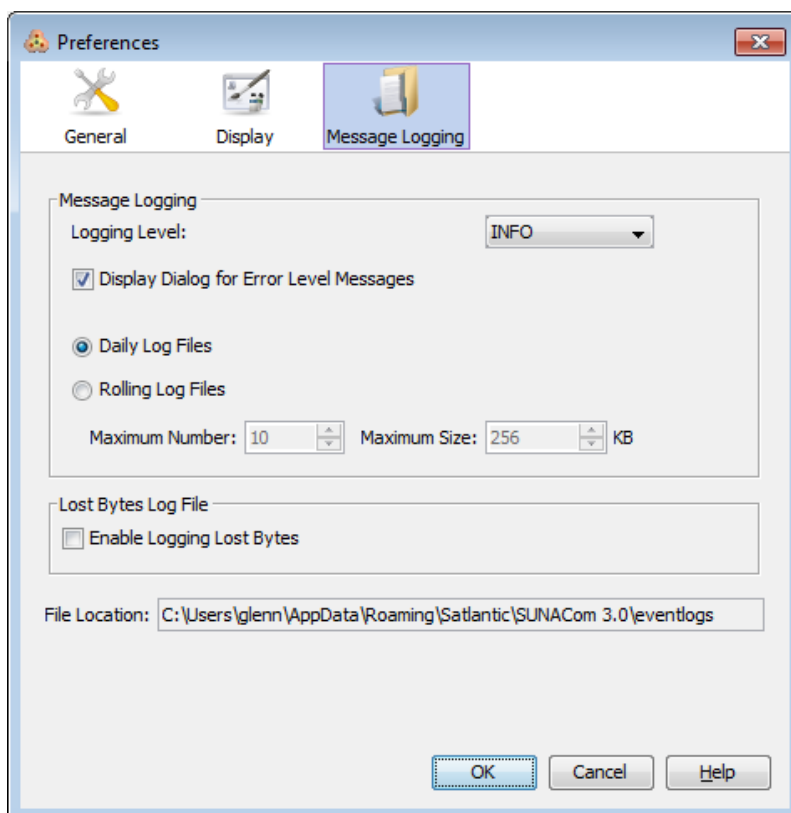 Preferences
General Display Message Logging
Message Logging
Logging Level: INFO
Display Dialog for Error Level Messages
Daily Log Files
Rolling Log Files
Maximum Number: 10 Maximum Size: 256 KB
Lost Bytes Log File
Enable Logging Lost Bytes
File Location: C:\Users\glenn\AppData\Roaming\Satlantic\SUNACom 3.0\eventlogs
OK Cancel Help